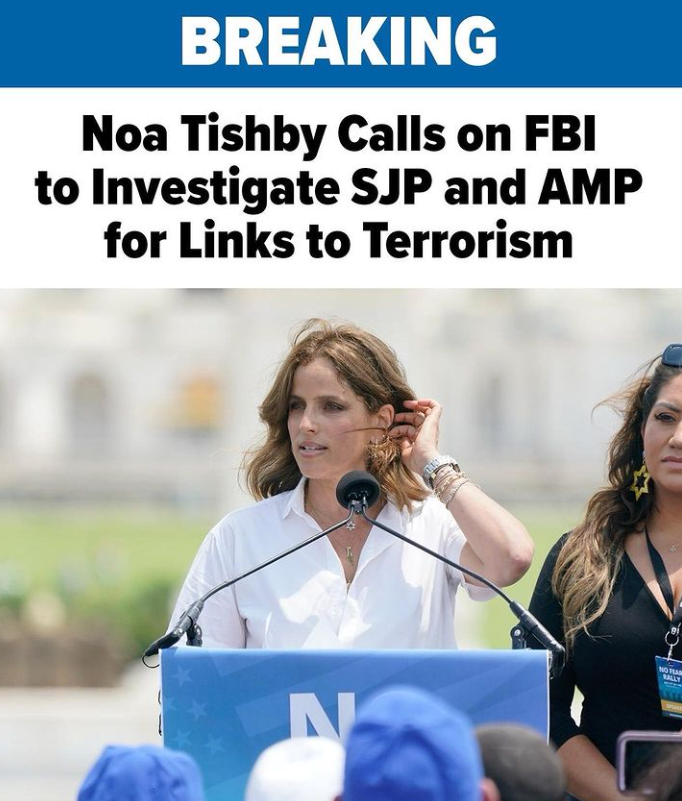 BREAKING
Noa Tishby Calls on FBI
to Investigate SJP and AMP
for Links to Terrorism
N
NO FEAR
RALLY